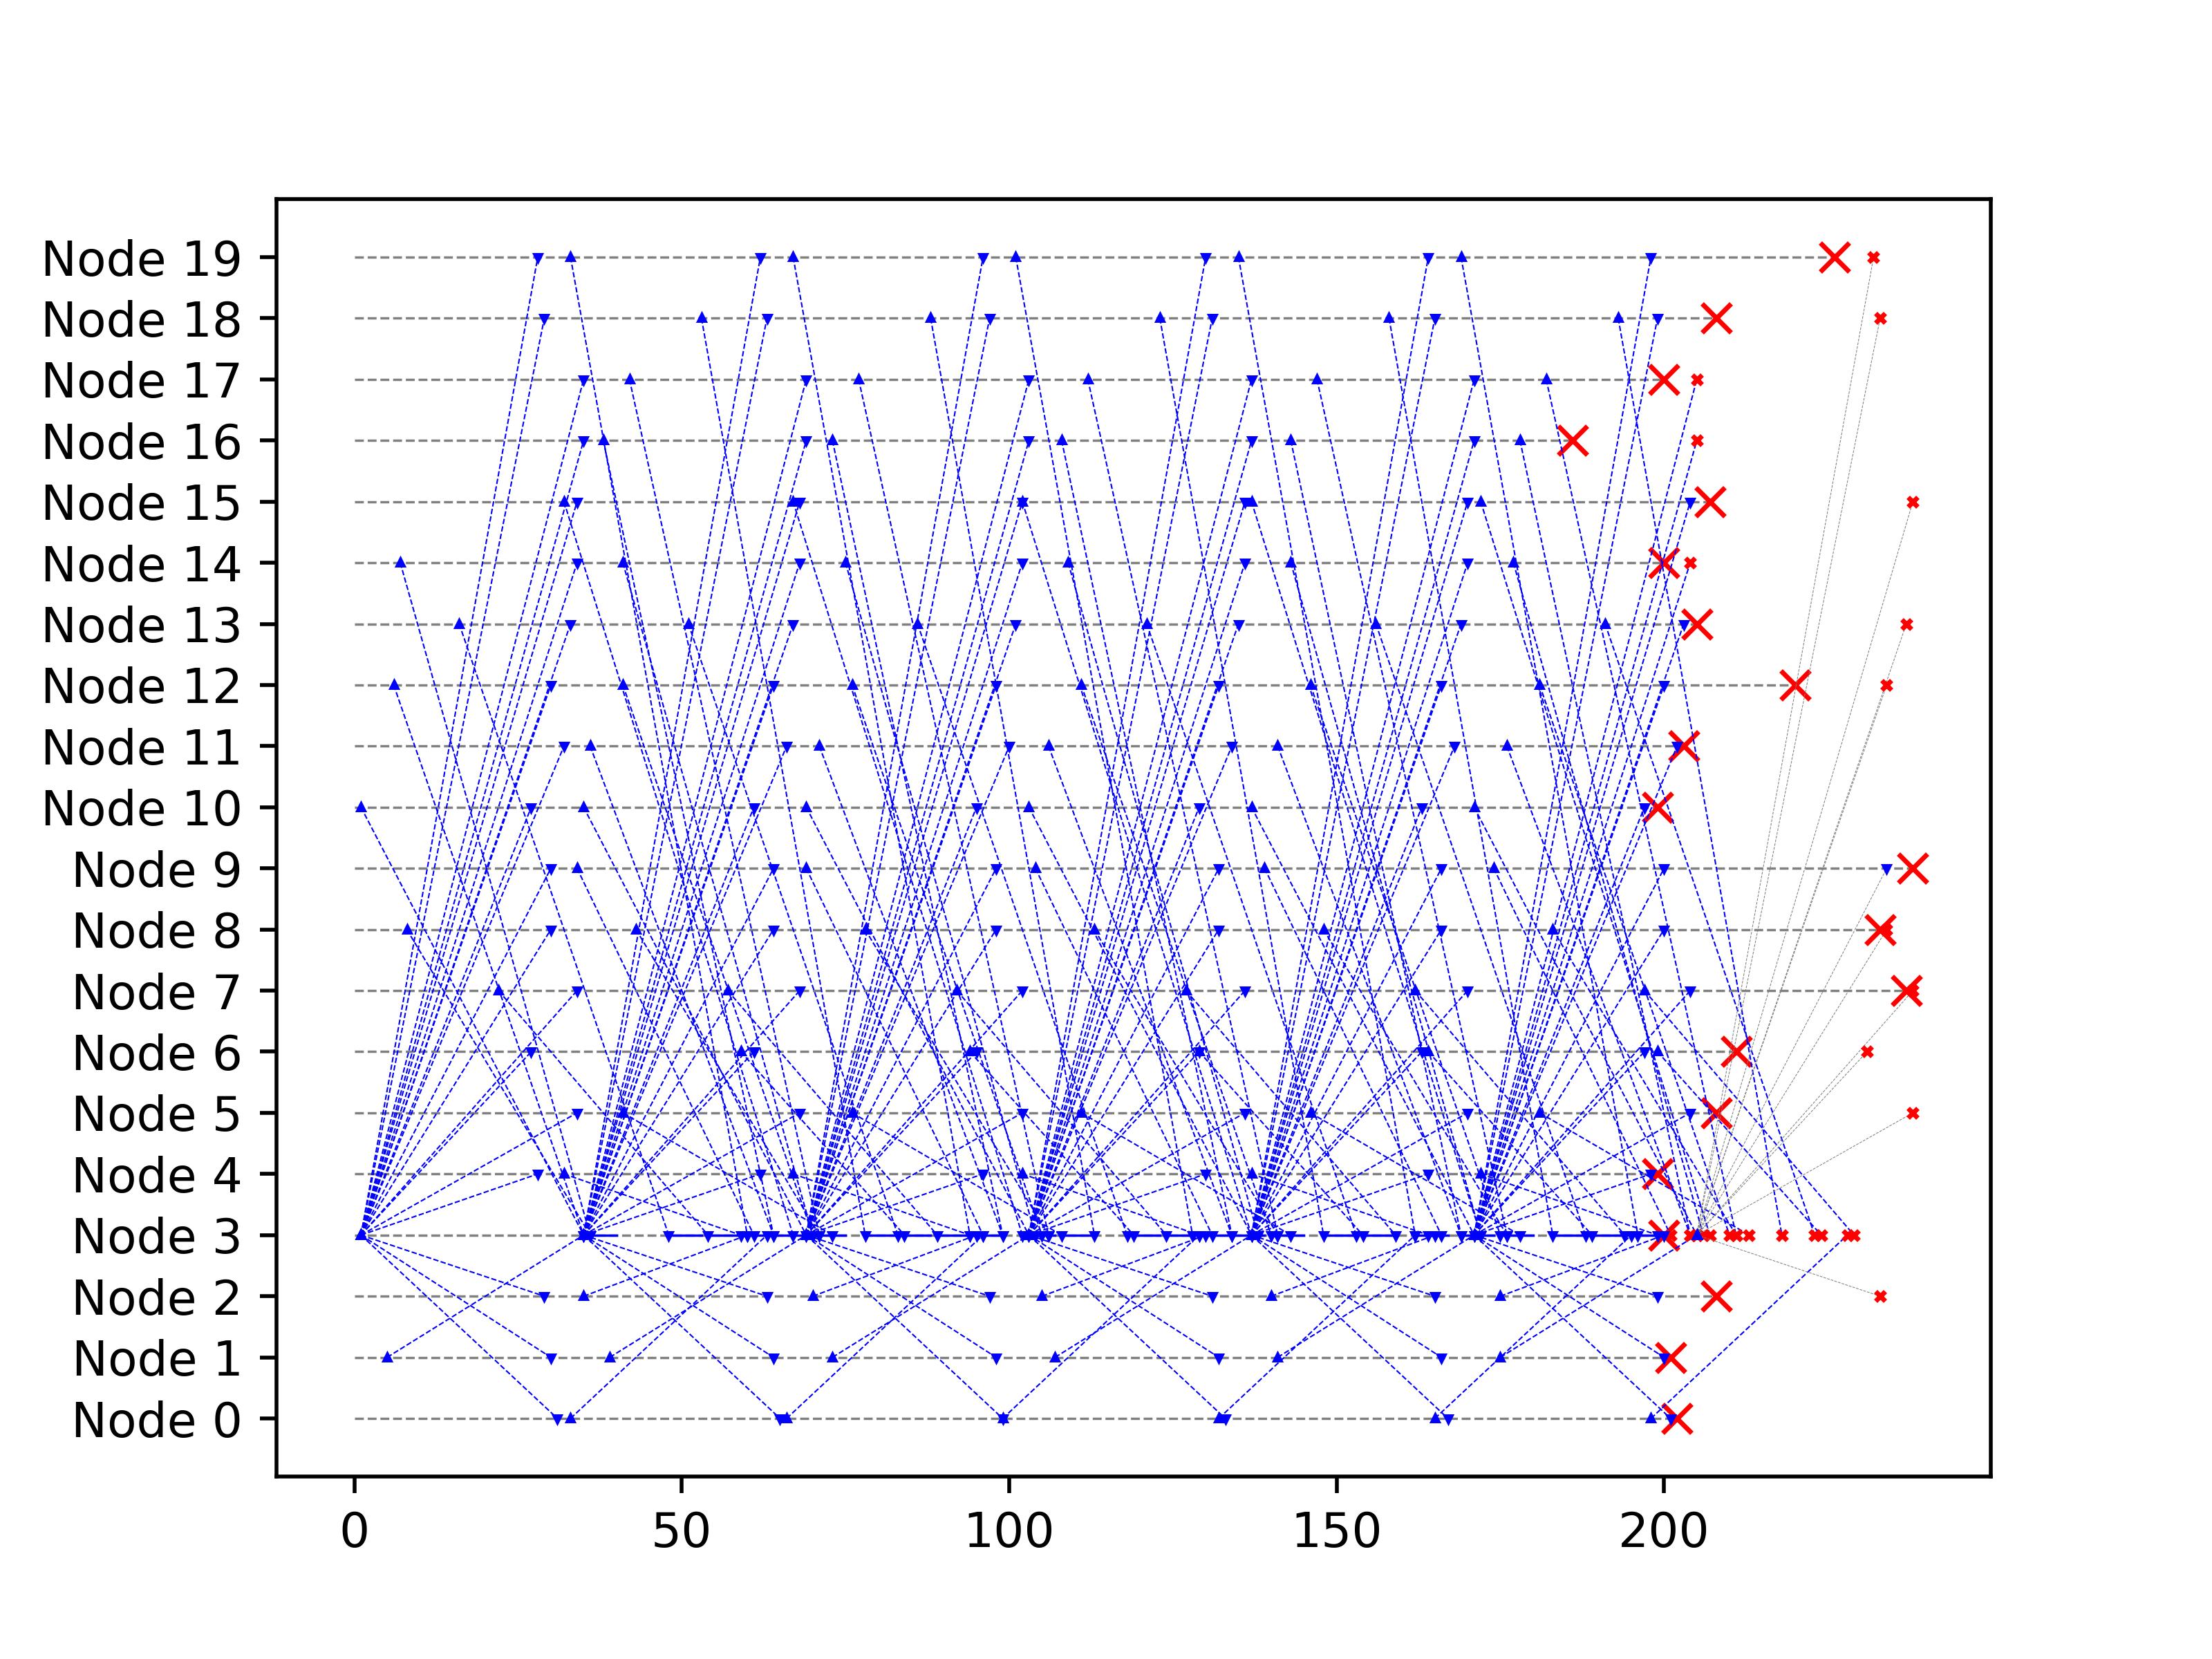 Node 19
Node 18
Node 17
Node 16
Node 15
Node 14
Node 13
Node 12
Node 11
Node 10
Node 9
Node 8
Node 7
Node 6
Node 5
Node 4
Node 3
Node 2
Node 1
Node 0
0 50 100 150 200